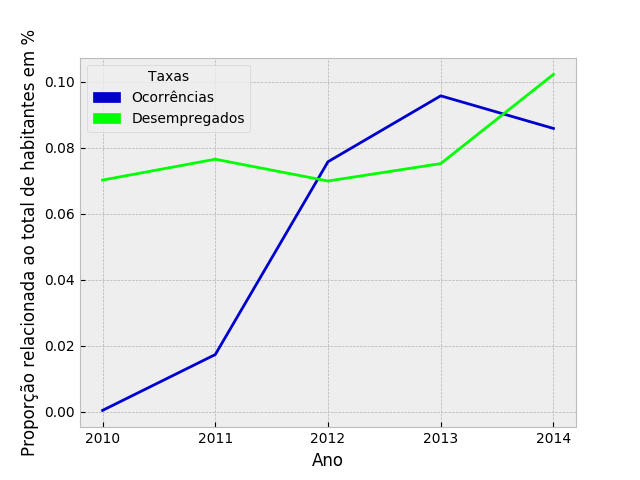 Proporção relacionada ao total de habitantes em %
Taxas
Ocorrências
Desempregados
0.10
0.08
0.06
0.04
0.02
0.00
2010 2011 2012 2013 2014
Ano